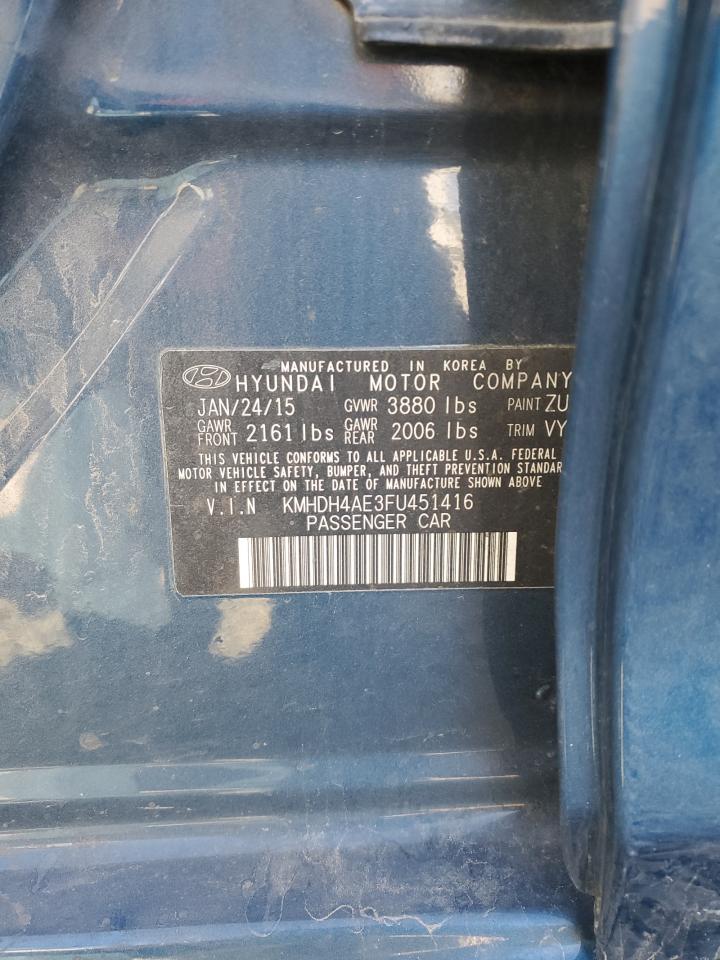 MANUFACTURED IN KOREA BY
HYUNDAI MOTOR COMPANY
JAN/24/15 GVWR 3880 lbs PAINT ZU
GAWR FRONT 2161 lbs GAWR REAR 2006 lbs TRIM VY
THIS VEHICLE CONFORMS TO ALL APPLICABLE U.S.A. FEDERAL
MOTOR VEHICLE SAFETY, BUMPER, AND THEFT PREVENTION STANDAR
IN EFFECT ON THE DATE OF MANUFACTURE SHOWN ABOVE
V.I.N KMHDH4AE3FU451416
PASSENGER CAR